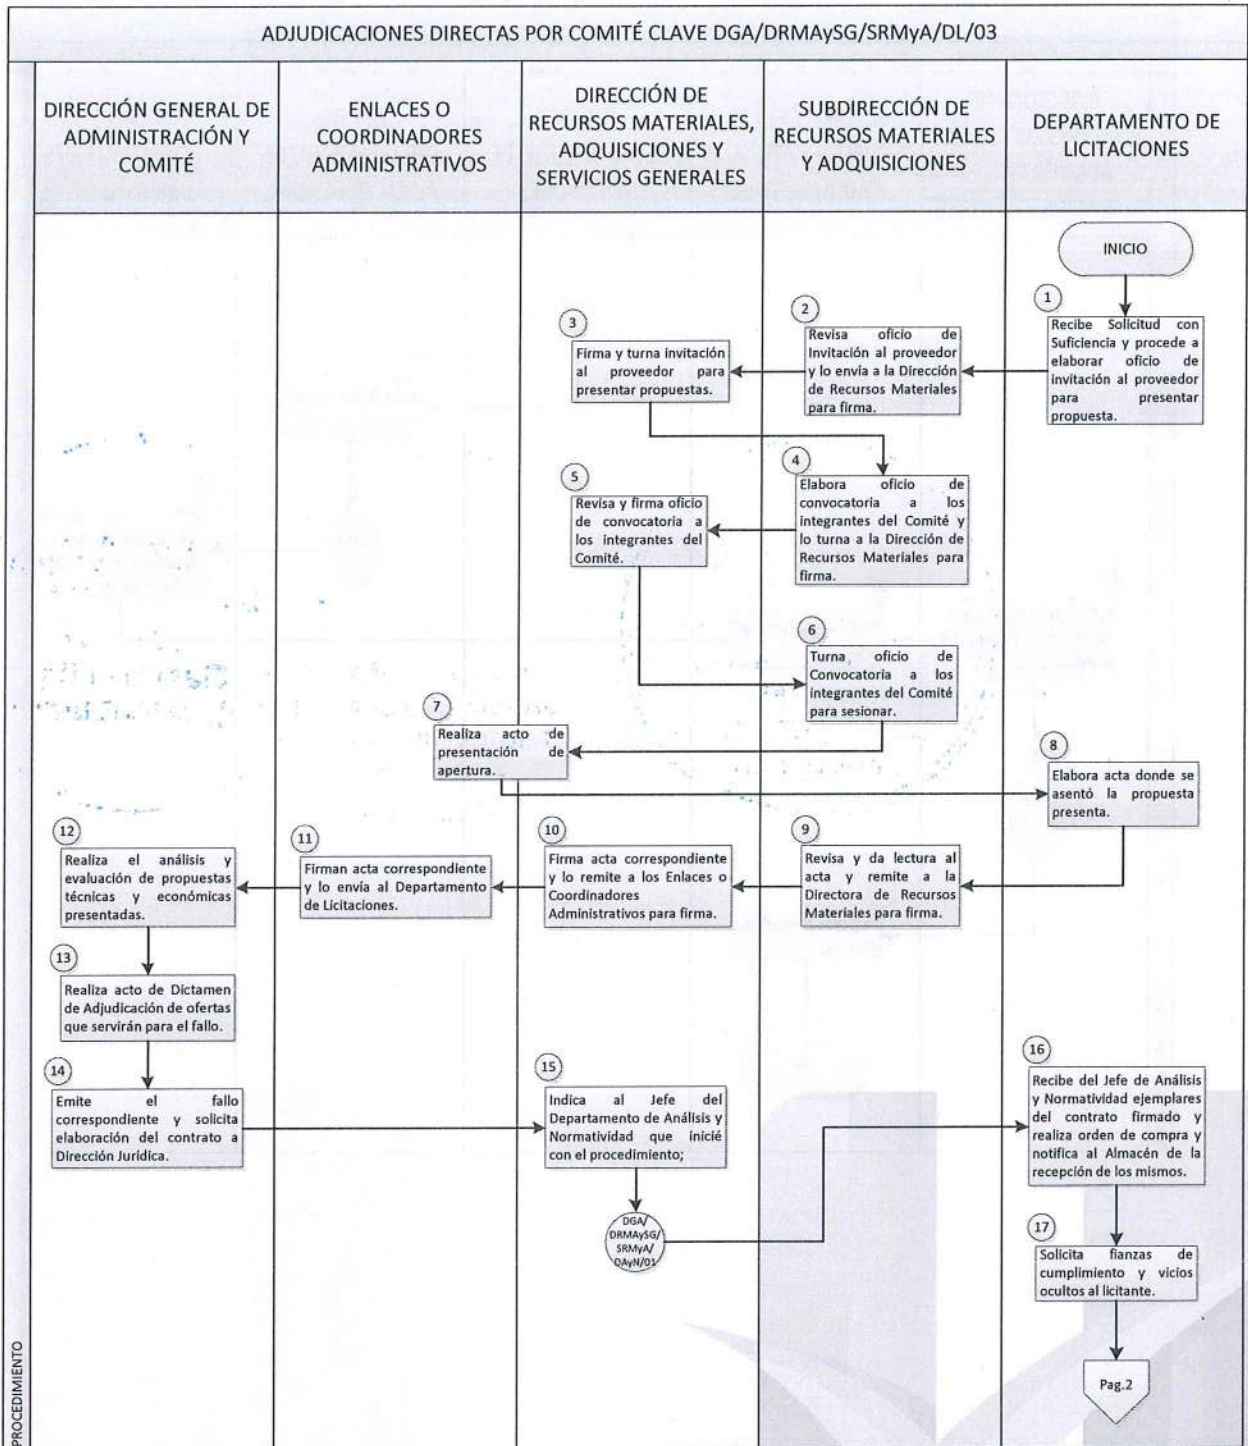 ADJUDICACIONES DIRECTAS POR COMITÉ CLAVE DGA/DRMAySG/SRMyA/DL/03
DIRECCIÓN GENERAL DE
ADMINISTRACIÓN Y
COMITÉ
ENLACES O
COORDINADORES
ADMINISTRATIVOS
DIRECCIÓN DE
RECURSOS MATERIALES,
ADQUISICIONES Y
SERVICIOS GENERALES
SUBDIRECCIÓN DE
RECURSOS MATERIALES
Y ADQUISICIONES
DEPARTAMENTO DE
LICITACIONES
INICIO
1
Recibe Solicitud con
Suficiencia y procede a
elaborar oficio de
invitación al proveedor
para presentar
propuesta.
2
Revisa oficio de
Invitación al proveedor
y lo envía a la Dirección
de Recursos Materiales
para firma.
3
Firma y turna invitación
al proveedor para
presentar propuestas.
4
Elabora oficio de
convocatoria a los
integrantes del Comité y
lo turna a la Dirección de
Recursos Materiales para
firma.
5
Revisa y firma oficio
de convocatoria a
los integrantes del
Comité.
6
Turna oficio de
Convocatoria a los
integrantes del Comité
para sesionar.
7
Realiza acto de
presentación de
apertura.
8
Elabora acta donde se
asentó la propuesta
presenta.
9
Revisa y da lectura al
acta y remite a la
Directora de Recursos
Materiales para firma.
10
Firma acta correspondiente
y lo remite a los Enlaces o
Coordinadores
Administrativos para firma.
11
Firman acta correspondiente
y lo envía al Departamento
de Licitaciones.
12
Realiza el análisis y
evaluación de propuestas
técnicas y económicas
presentadas.
13
Realiza acto de Dictamen
de Adjudicación de ofertas
que servirán para el fallo.
14
Emite el fallo
correspondiente y solicita
elaboración del contrato a
Dirección Jurídica.
15
Indica al Jefe del
Departamento de Análisis y
Normatividad que inicié
con el procedimiento;
DGA/
DRMAySG/
SRMyA/
DAyN/01
16
Recibe del Jefe de Análisis
y Normatividad ejemplares
del contrato firmado y
realiza orden de compra y
notifica al Almacén de la
recepción de los mismos.
17
Solicita fianzas de
cumplimiento y vicios
ocultos al licitante.
Pag.2
PROCEDIMIENTO